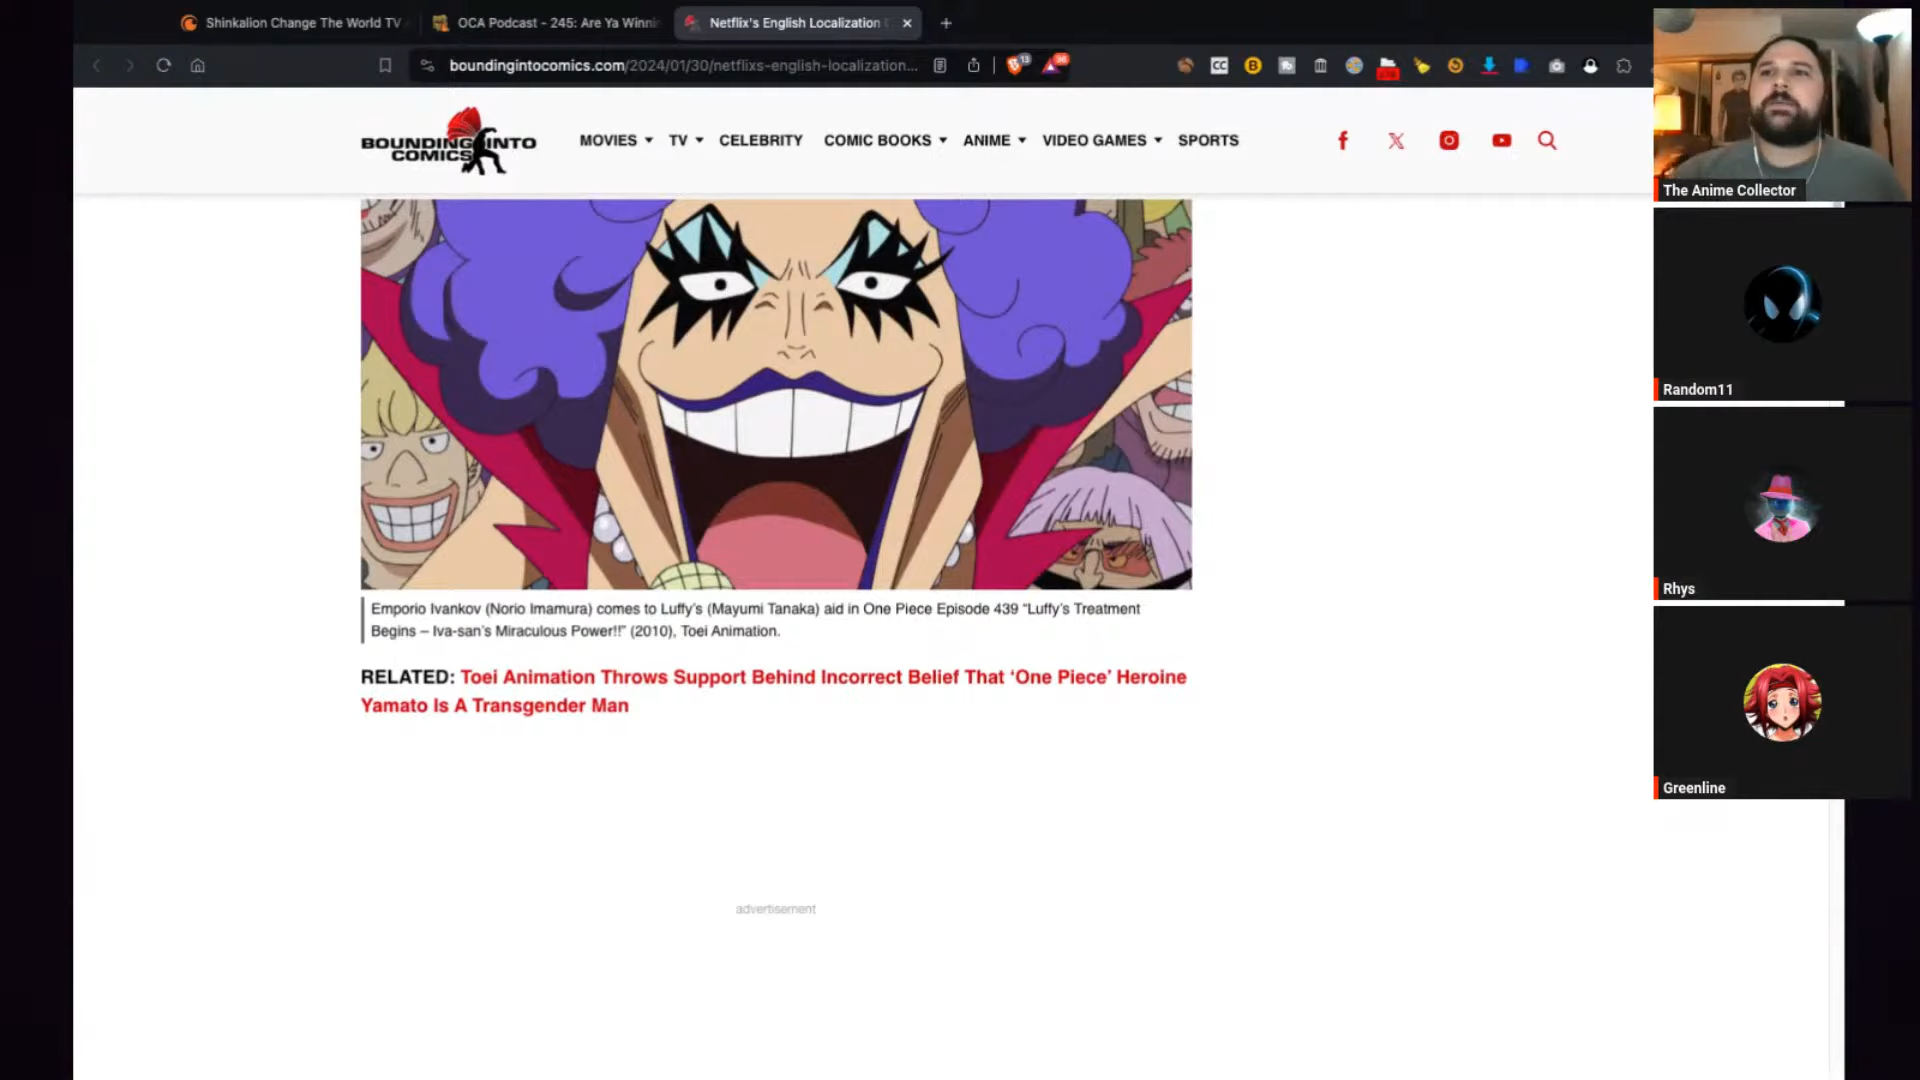 Shinkalion Change The World TV
OCA Podcast - 245: Are Ya Winni
Netflix's English Localization
boundingintocomics.com/2024/01/30/netflixs-english-localization...
13
CC
B
BOUNDING INTO
COMICS
MOVIES
TV
CELEBRITY
COMIC BOOKS
ANIME
VIDEO GAMES
SPORTS
The Anime Collector
Random11
Rhys
Greenline
Emporio Ivankov (Norio Imamura) comes to Luffy's (Mayumi Tanaka) aid in One Piece Episode 439 “Luffy's Treatment
Begins – Iva-san's Miraculous Power!!” (2010), Toei Animation.
RELATED: Toei Animation Throws Support Behind Incorrect Belief That ‘One Piece’ Heroine
Yamato Is A Transgender Man
advertisement